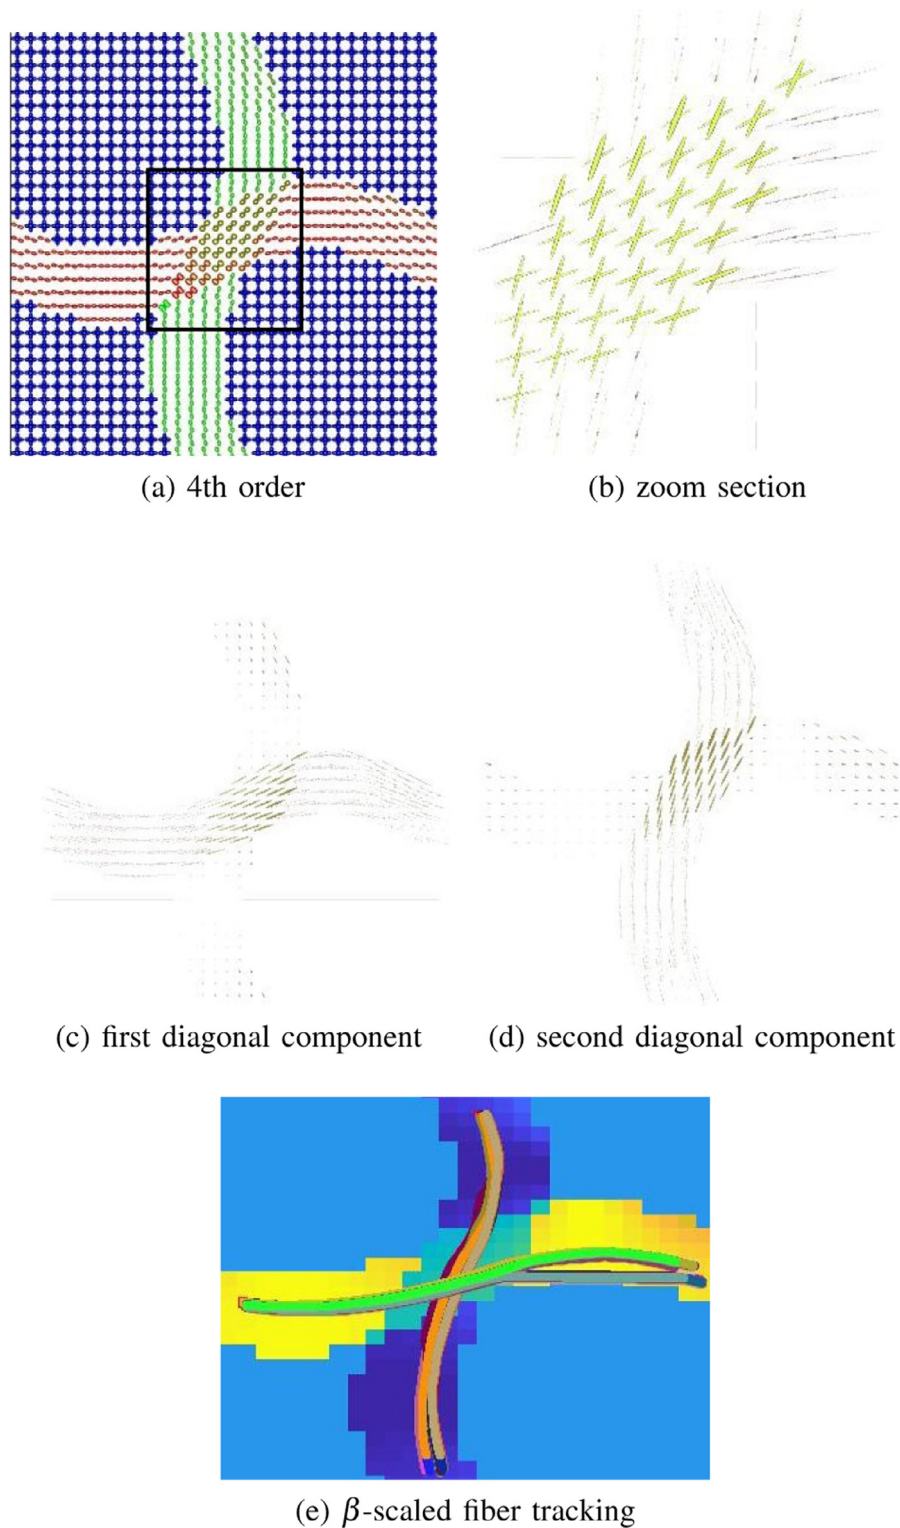 (a) 4th order
(b) zoom section
(c) first diagonal component
(d) second diagonal component
(e) β-scaled fiber tracking